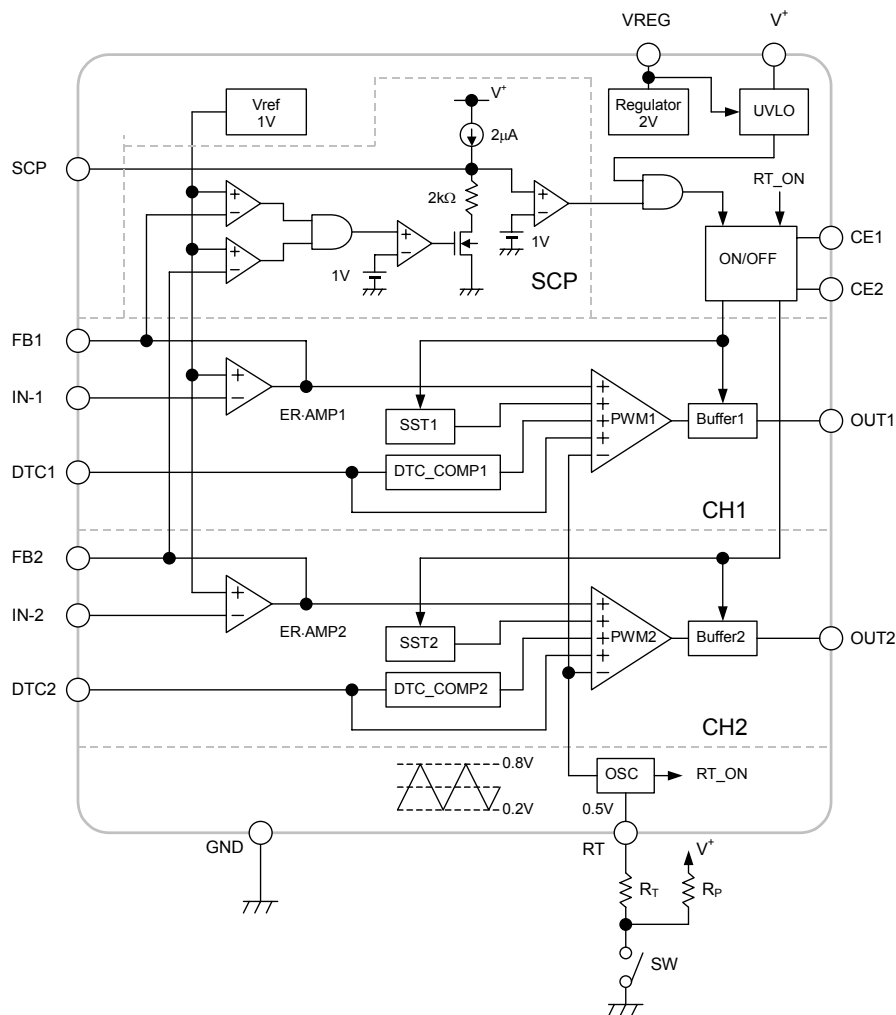 VREG
V+
Vref
1V
V+
Regulator
2V
UVLO
2μA
SCP
+
−
2kΩ
+
−
1V
RT_ON
+
−
+
−
1V
SCP
ON/OFF
CE1
CE2
FB1
IN-1
+
−
ER·AMP1
SST1
+
+
+
+
−
PWM1
Buffer1
OUT1
DTC1
DTC_COMP1
CH1
FB2
IN-2
+
−
ER·AMP2
SST2
+
+
+
+
−
PWM2
Buffer2
OUT2
DTC2
DTC_COMP2
CH2
0.8V
0.2V
OSC
RT_ON
0.5V
GND
RT
V+
RT
RP
SW